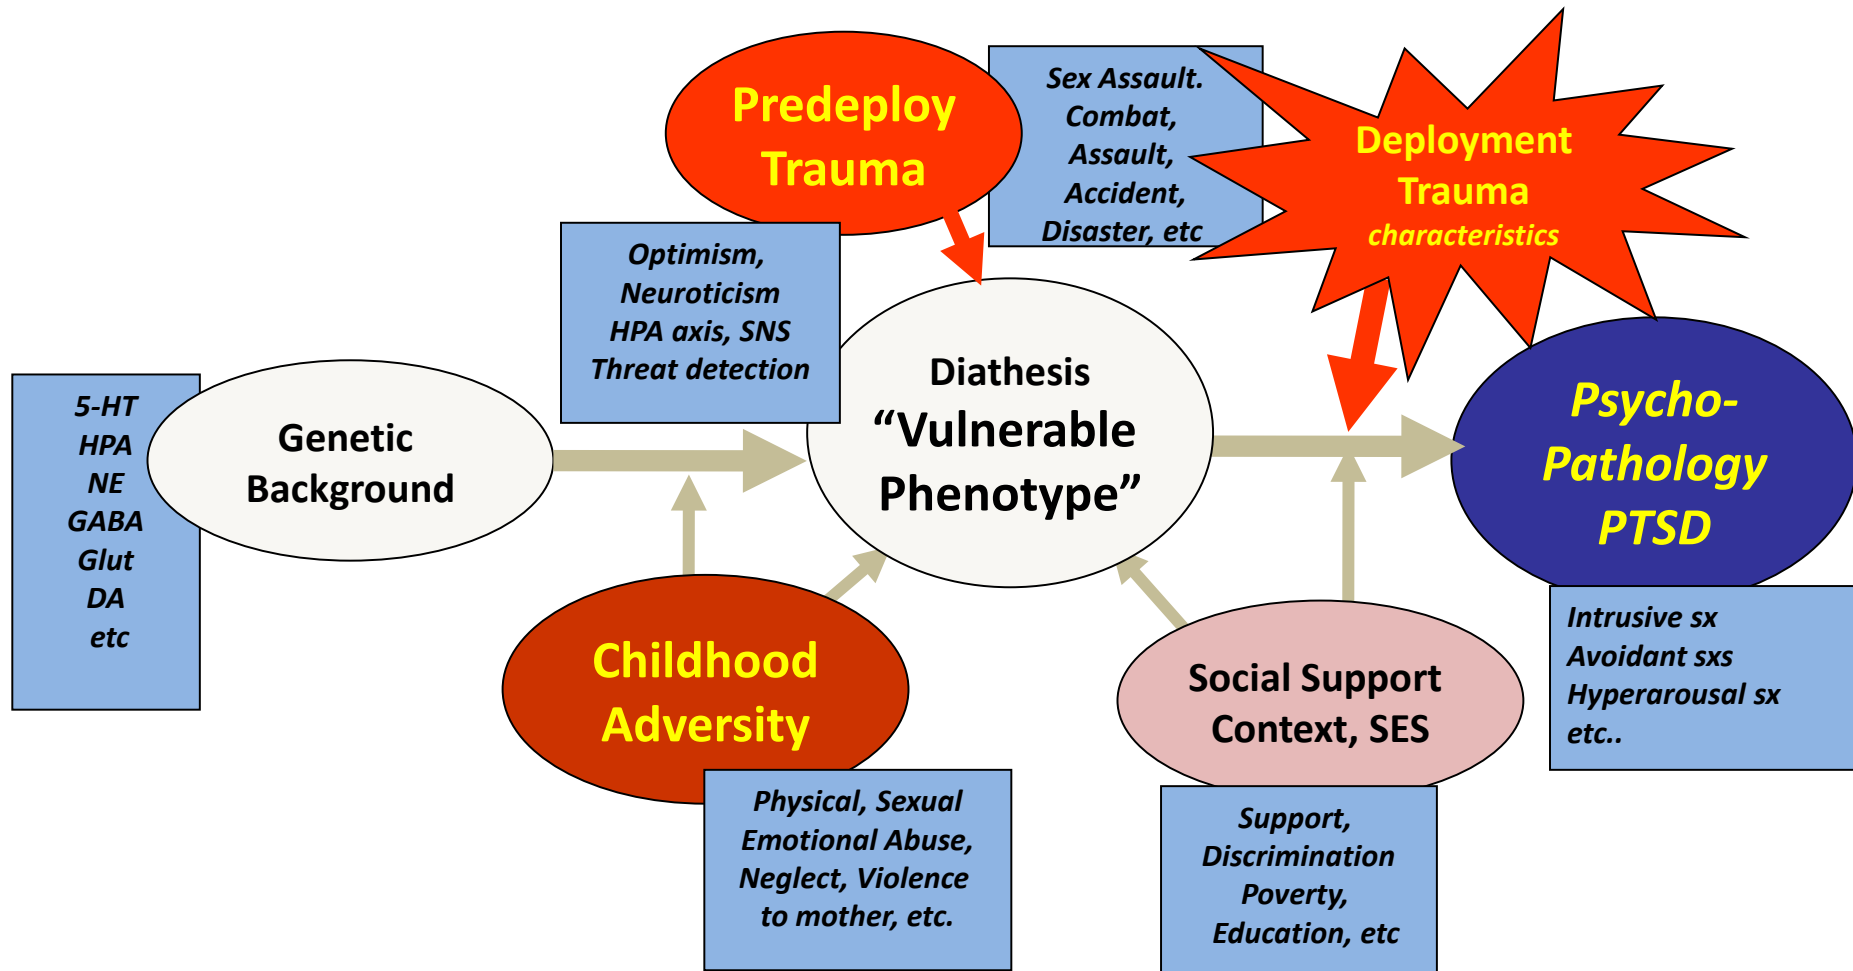 Predeploy
Trauma
Sex Assault.
Combat,
Assault,
Accident,
Disaster, etc
Deployment
Trauma
characteristics
Optimism,
Neuroticism
HPA axis, SNS
Threat detection
5-HT
HPA
NE
GABA
Glut
DA
etc
Genetic
Background
Diathesis
“Vulnerable
Phenotype”
Psycho-
Pathology
PTSD
Childhood
Adversity
Social Support
Context, SES
Intrusive sx
Avoidant sxs
Hyperarousal sx
etc..
Physical, Sexual
Emotional Abuse,
Neglect, Violence
to mother, etc.
Support,
Discrimination
Poverty,
Education, etc